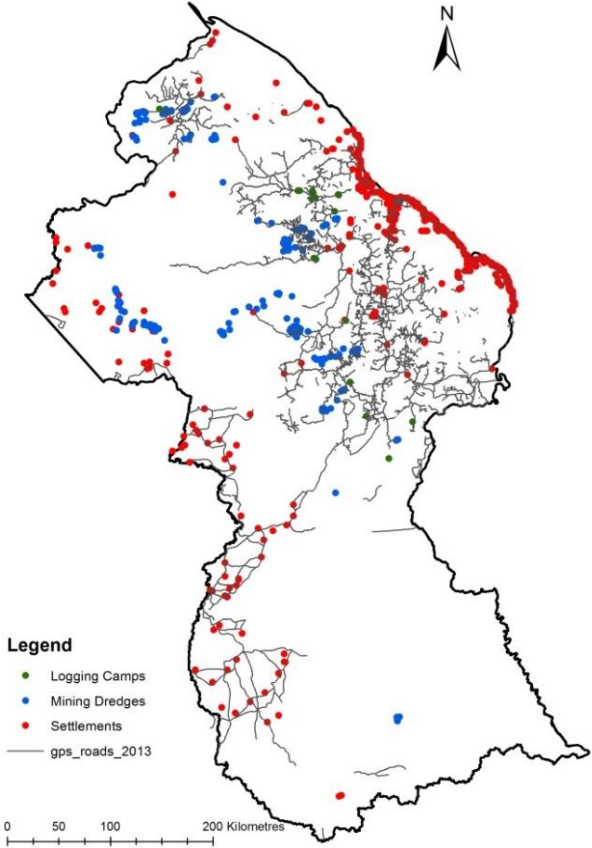 N
Legend
Logging Camps
Mining Dredges
Settlements
gps_roads_2013
0 50 100 200 Kilometres